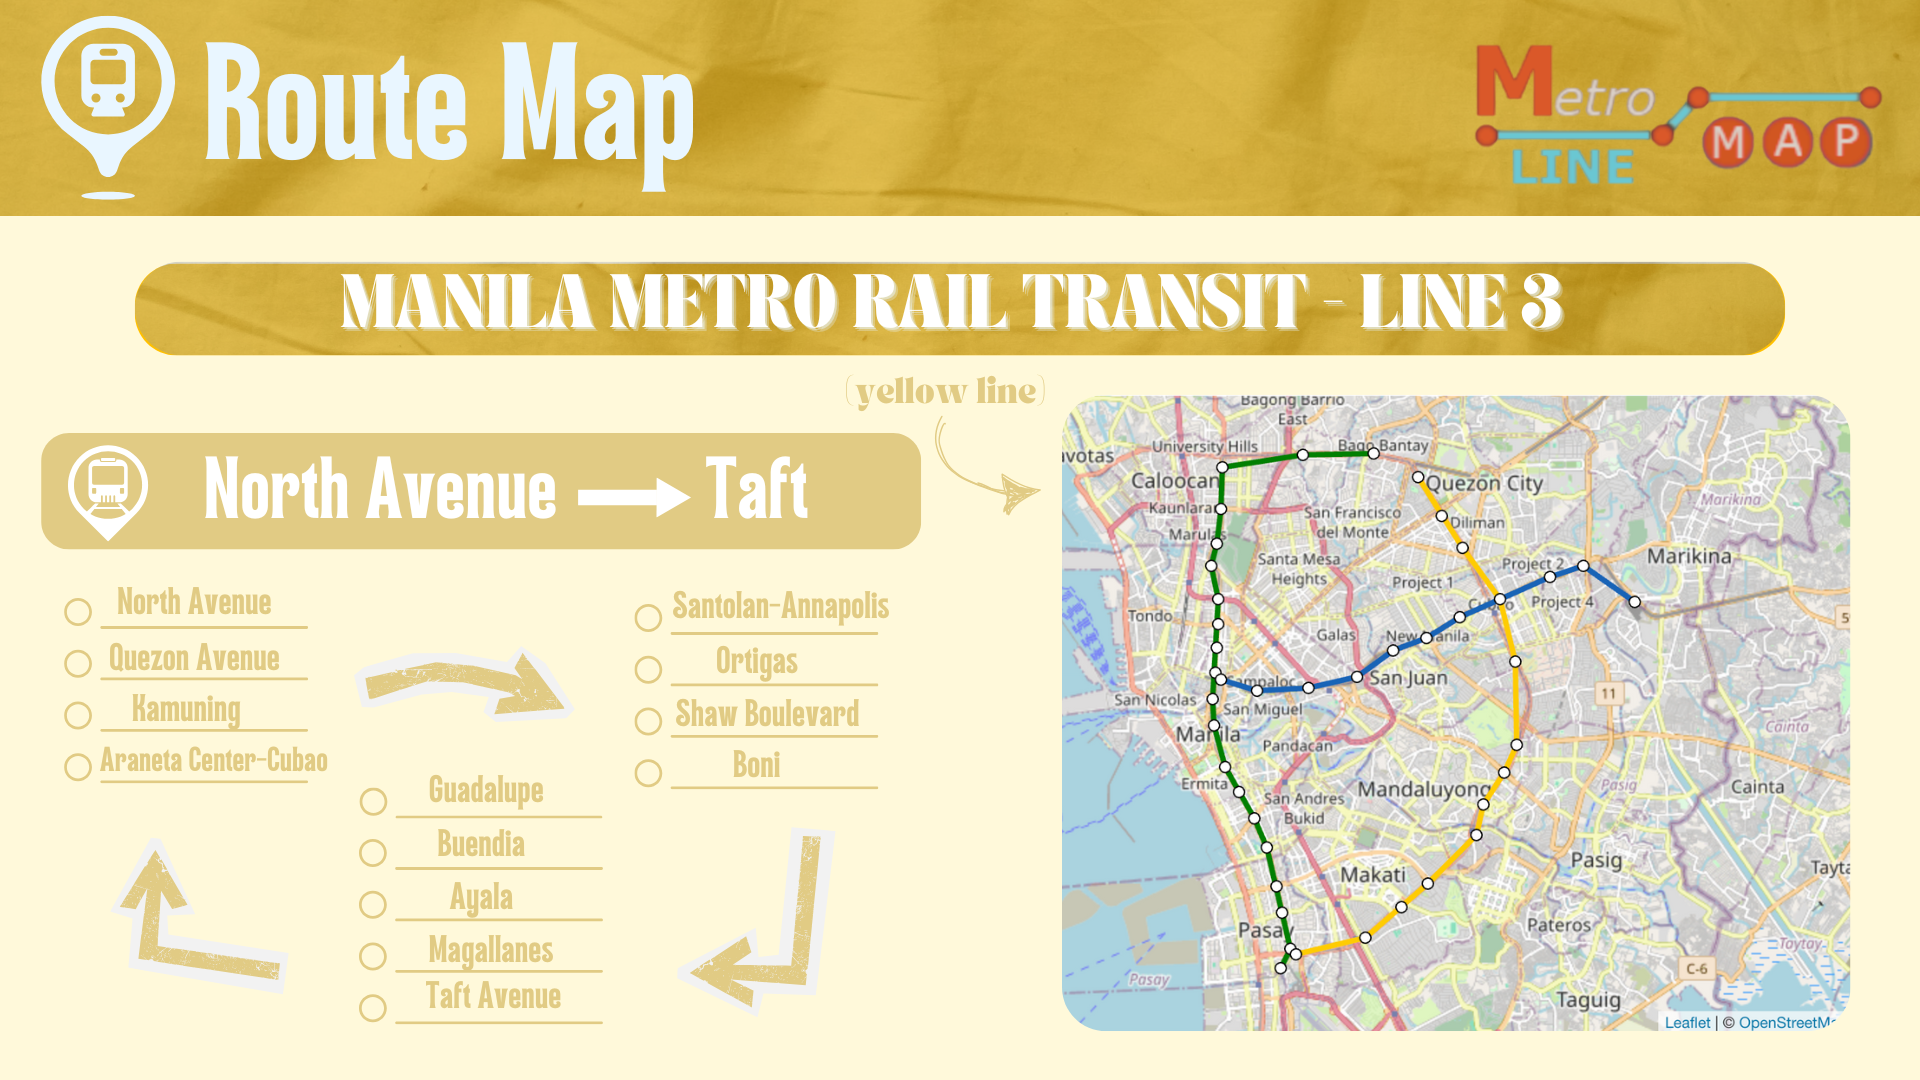 Route Map
Metro
LINE
MAP
MANILA METRO RAIL TRANSIT - LINE 3
(yellow line)
North Avenue
Taft
North Avenue
Quezon Avenue
Kamuning
Araneta Center-Cubao
Santolan-Annapolis
Ortigas
Shaw Boulevard
Boni
Guadalupe
Buendia
Ayala
Magallanes
Taft Avenue
Bagong Barrio
East
University Hills
Bago Bantay
avotas
Caloocan
Quezon City
Marikina
Kaunlaran
San Francisco
del Monte
Diliman
Marulas
Santa Mesa
Heights
Project 2
Marikina
Project 1
Project 4
Cubao
Tondo
Galas
New Manila
5
Sampaloc
San Juan
San Nicolas
San Miguel
11
Manila
Pandacan
Cainta
Ermita
Mandaluyong
Pasig
Cainta
San Andres
Bukid
Makati
Pasig
Tayta
Pasay
Pateros
Taytay
Pasay
C-6
Taguig
Leaflet | © OpenStreetMa